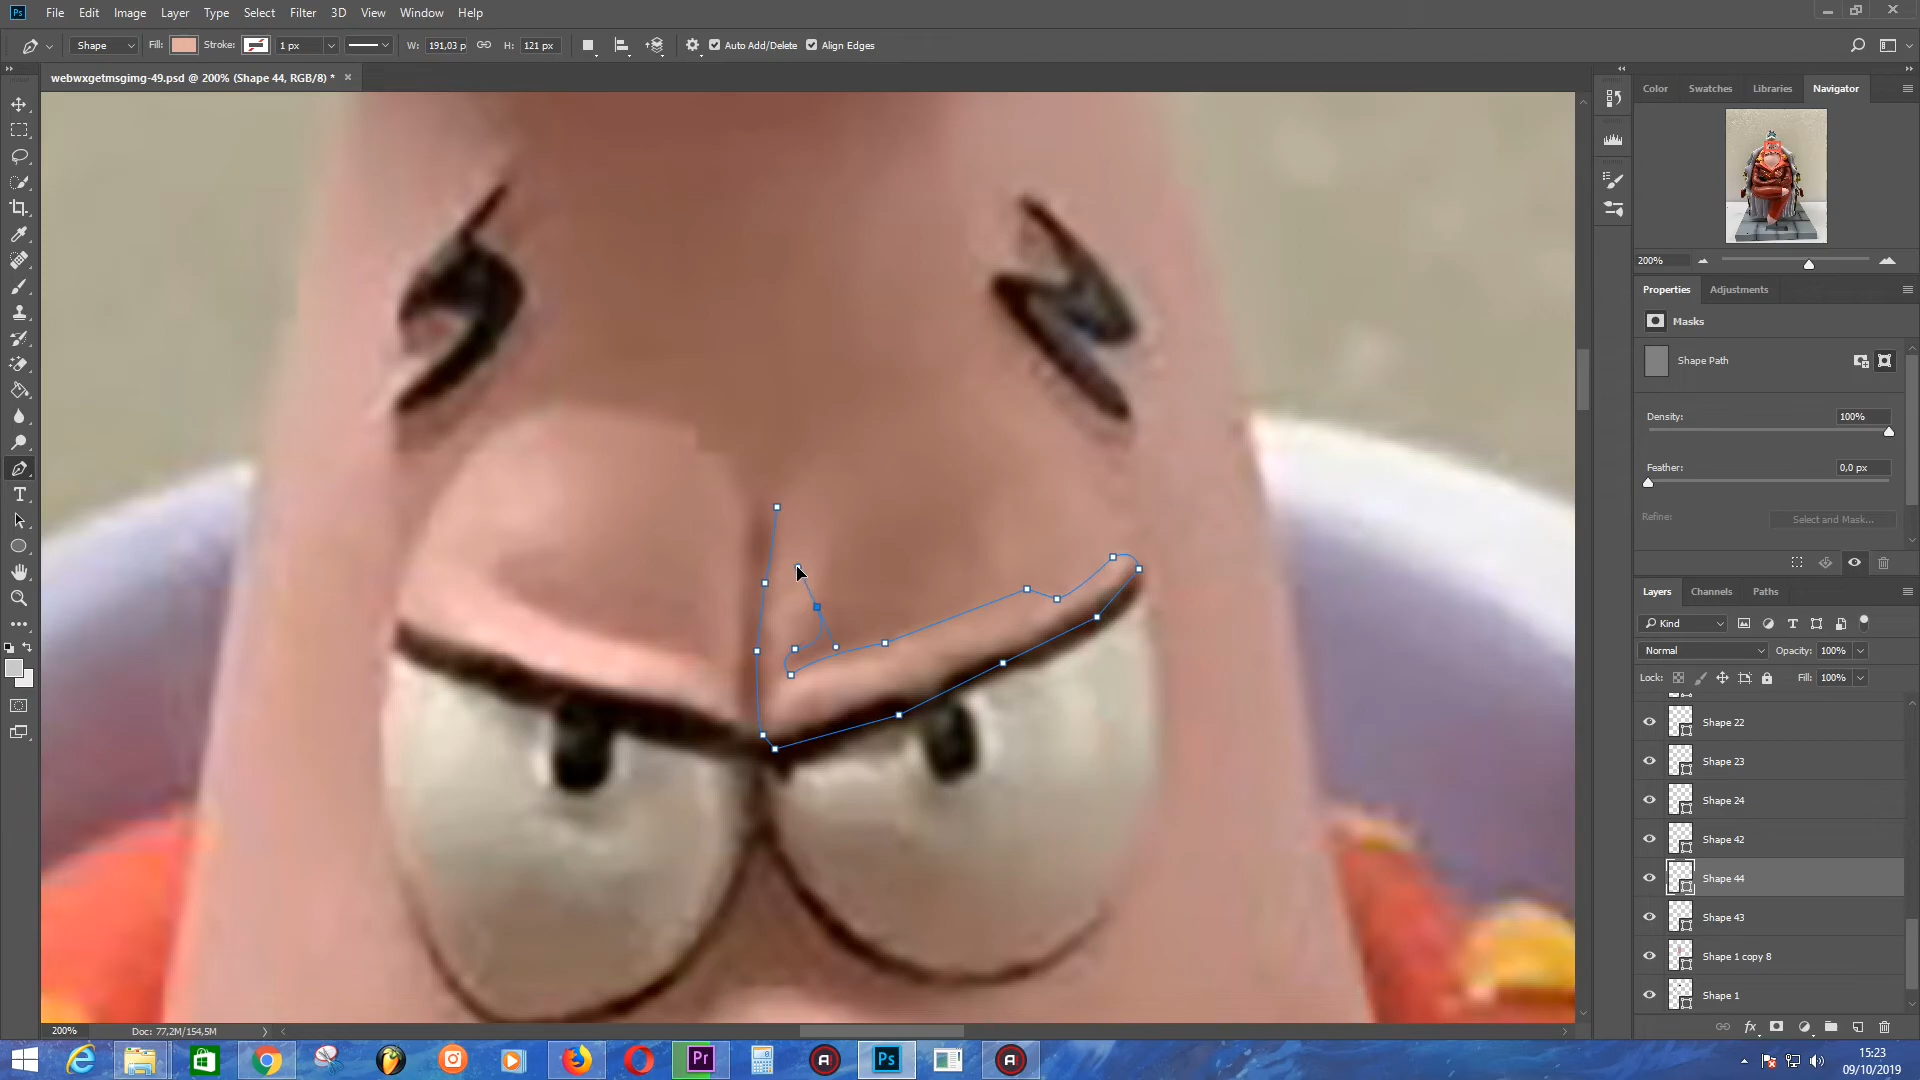 Ps File Edit Image Layer Type Select Filter 3D View Window Help
Shape Fill: Stroke: 1 px W: 191,03 p H: 121 px Auto Add/Delete Align Edges
webwxgetmsgimg-49.psd @ 200% (Shape 44, RGB/8) * ×
Color Swatches Libraries Navigator
200%
Properties Adjustments
Masks
Shape Path
Density: 100%
Feather: 0,0 px
Refine: Select and Mask...
Layers Channels Paths
Kind
Normal Opacity: 100%
Lock: Fill: 100%
Shape 22
Shape 23
Shape 24
Shape 42
Shape 44
Shape 43
Shape 1 copy 8
Shape 1
fx
200% Doc: 77,2M/154,5M
Pr Ps
15:23
09/10/2019